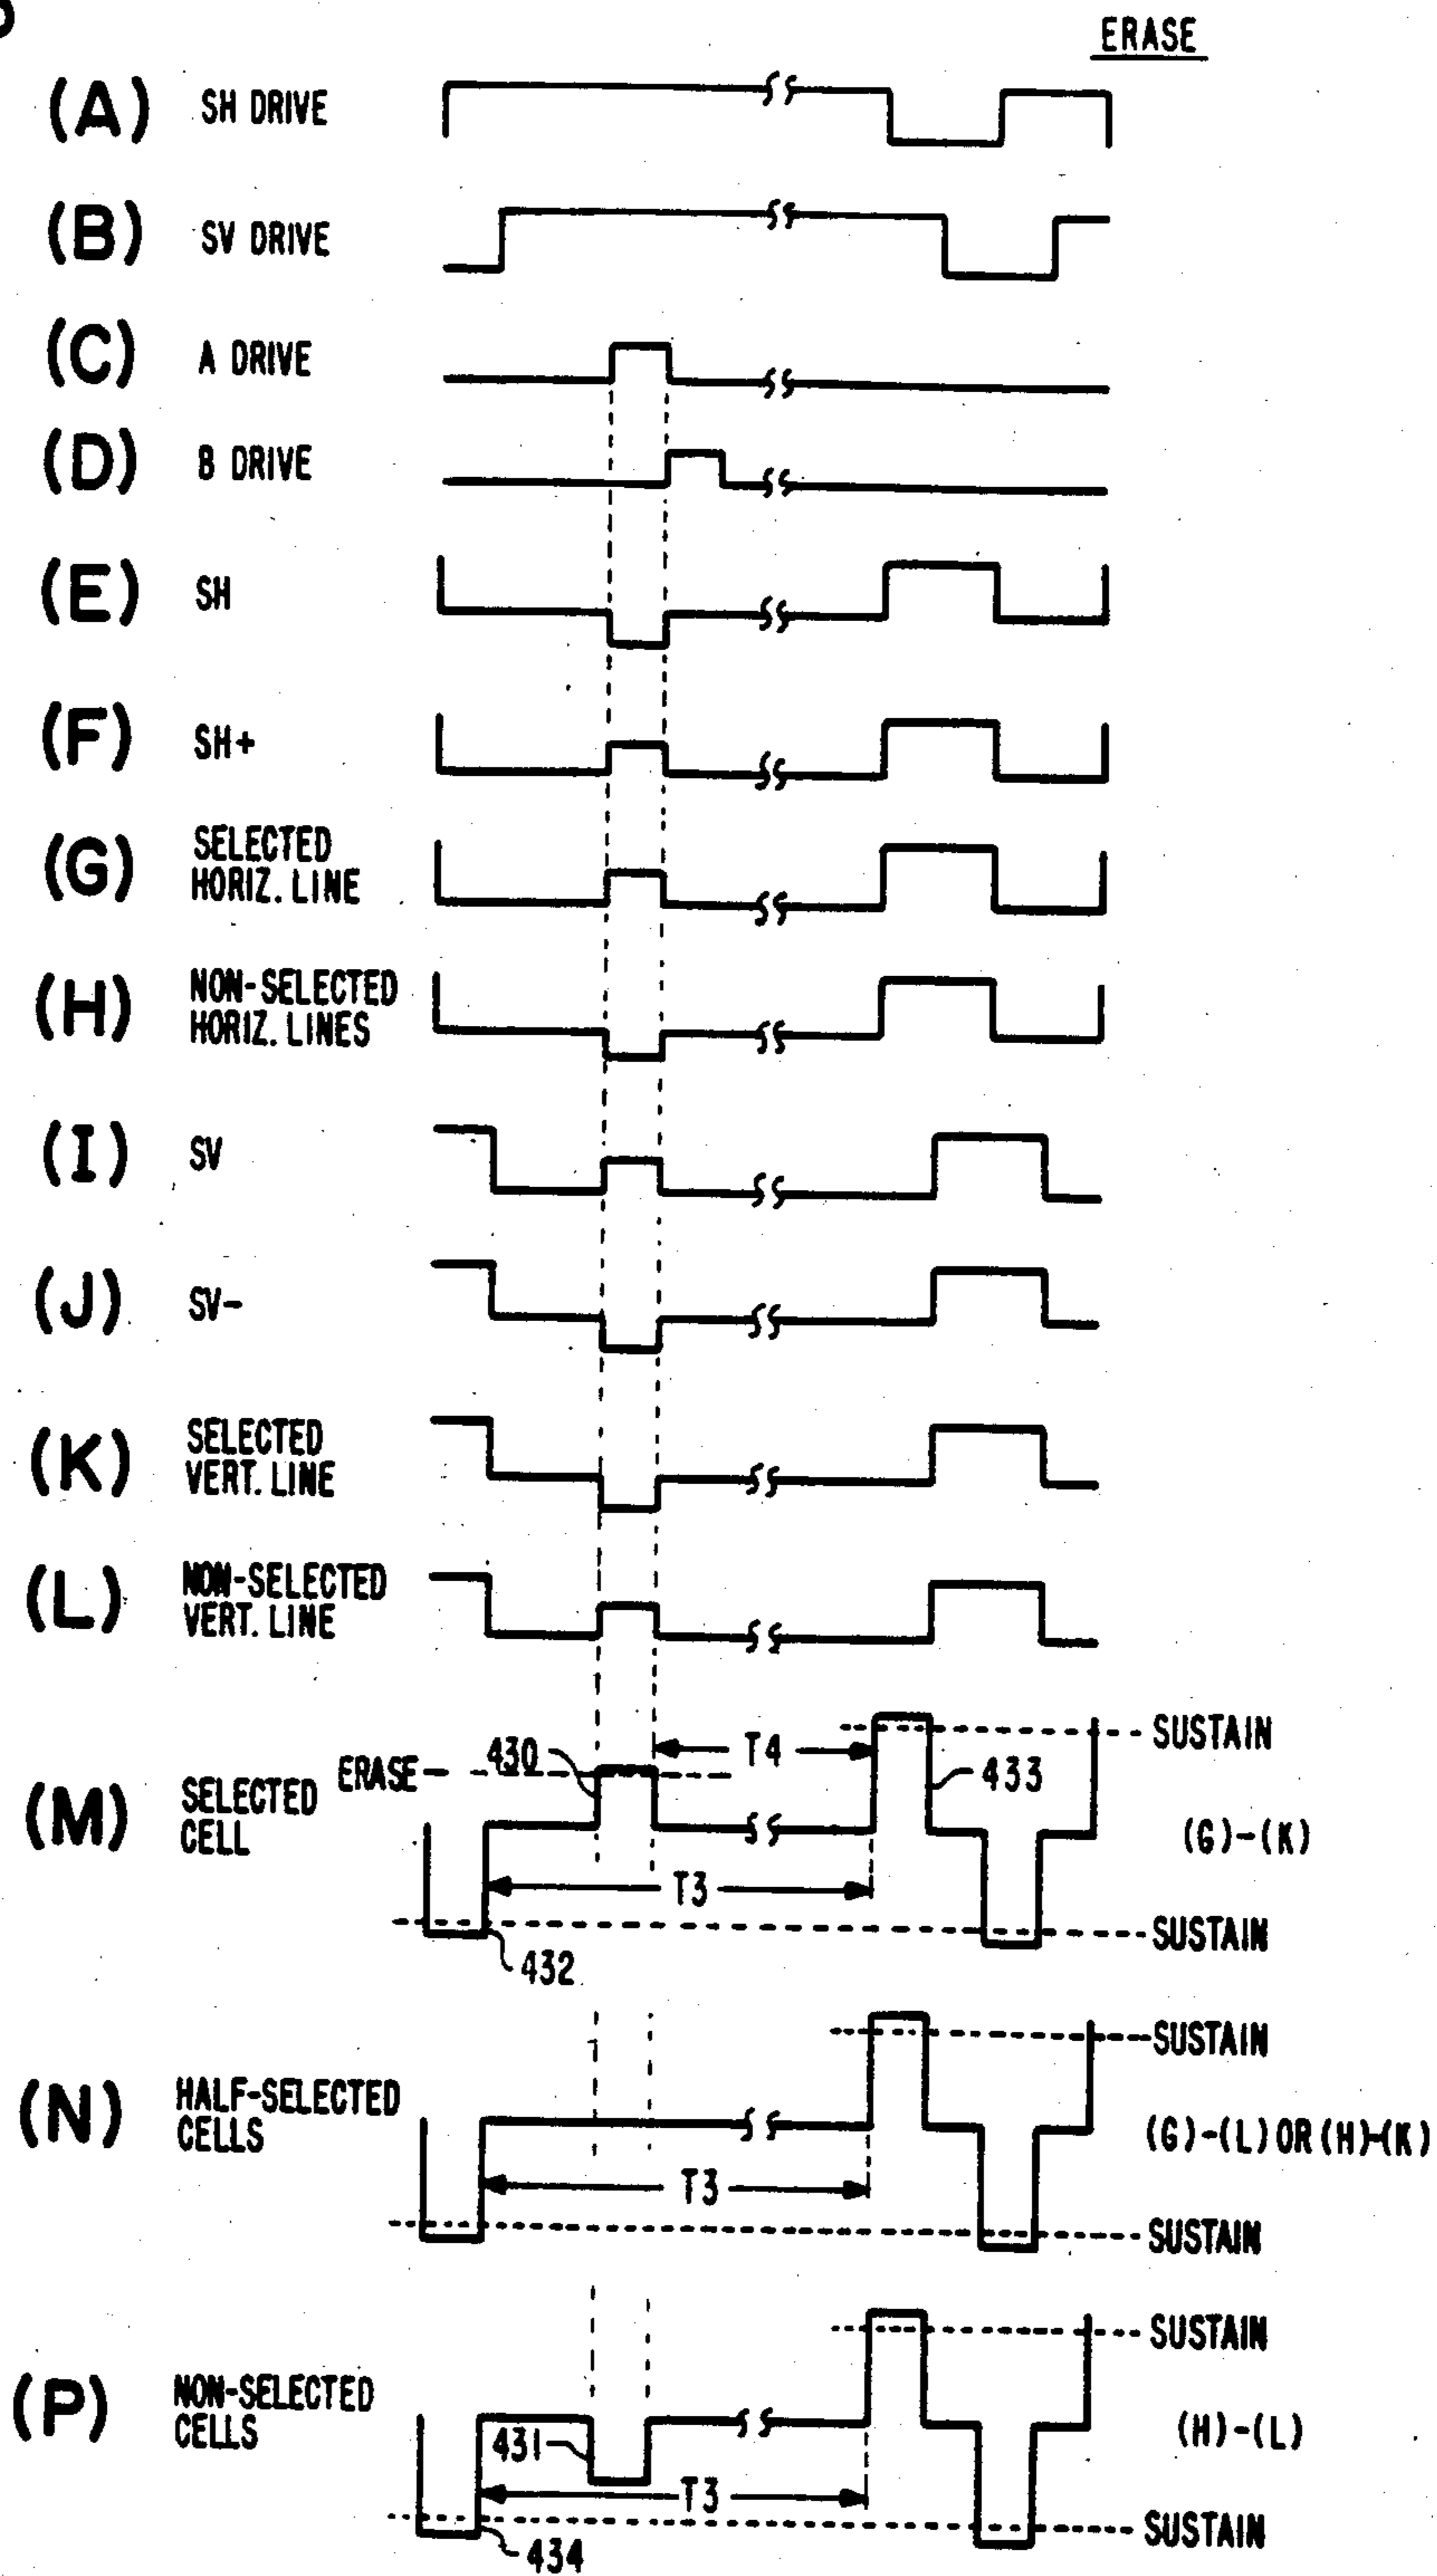 ERASE
(A) SH DRIVE
(B) SV DRIVE
(C) A DRIVE
(D) B DRIVE
(E) SH
(F) SH+
(G) SELECTED
HORIZ. LINE
(H) NON-SELECTED
HORIZ. LINES
(I) SV
(J) SV-
(K) SELECTED
VERT. LINE
(L) NON-SELECTED
VERT. LINE
ERASE 430 T4 SUSTAIN
433
(M) SELECTED
CELL (G)-(K)
T3
SUSTAIN
432
SUSTAIN
(N) HALF-SELECTED
CELLS (G)-(L) OR (H)-(K)
T3
SUSTAIN
SUSTAIN
(P) NON-SELECTED
CELLS (H)-(L)
431
T3
SUSTAIN
434